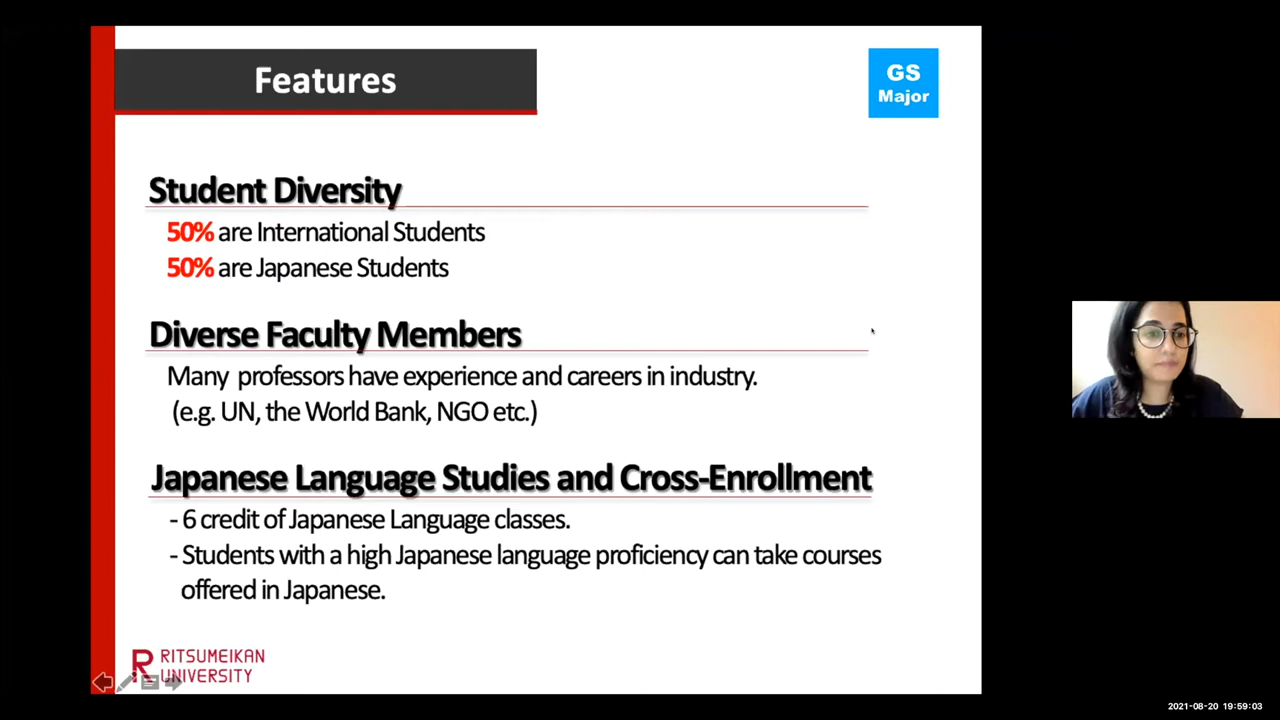 Features
GS
Major
Student Diversity
50% are International Students
50% are Japanese Students
Diverse Faculty Members
Many professors have experience and careers in industry.
(e.g. UN, the World Bank, NGO etc.)
Japanese Language Studies and Cross-Enrollment
- 6 credit of Japanese Language classes.
- Students with a high Japanese language proficiency can take courses
offered in Japanese.
R RITSUMEIKAN
UNIVERSITY
2021-08-20 19:59:03